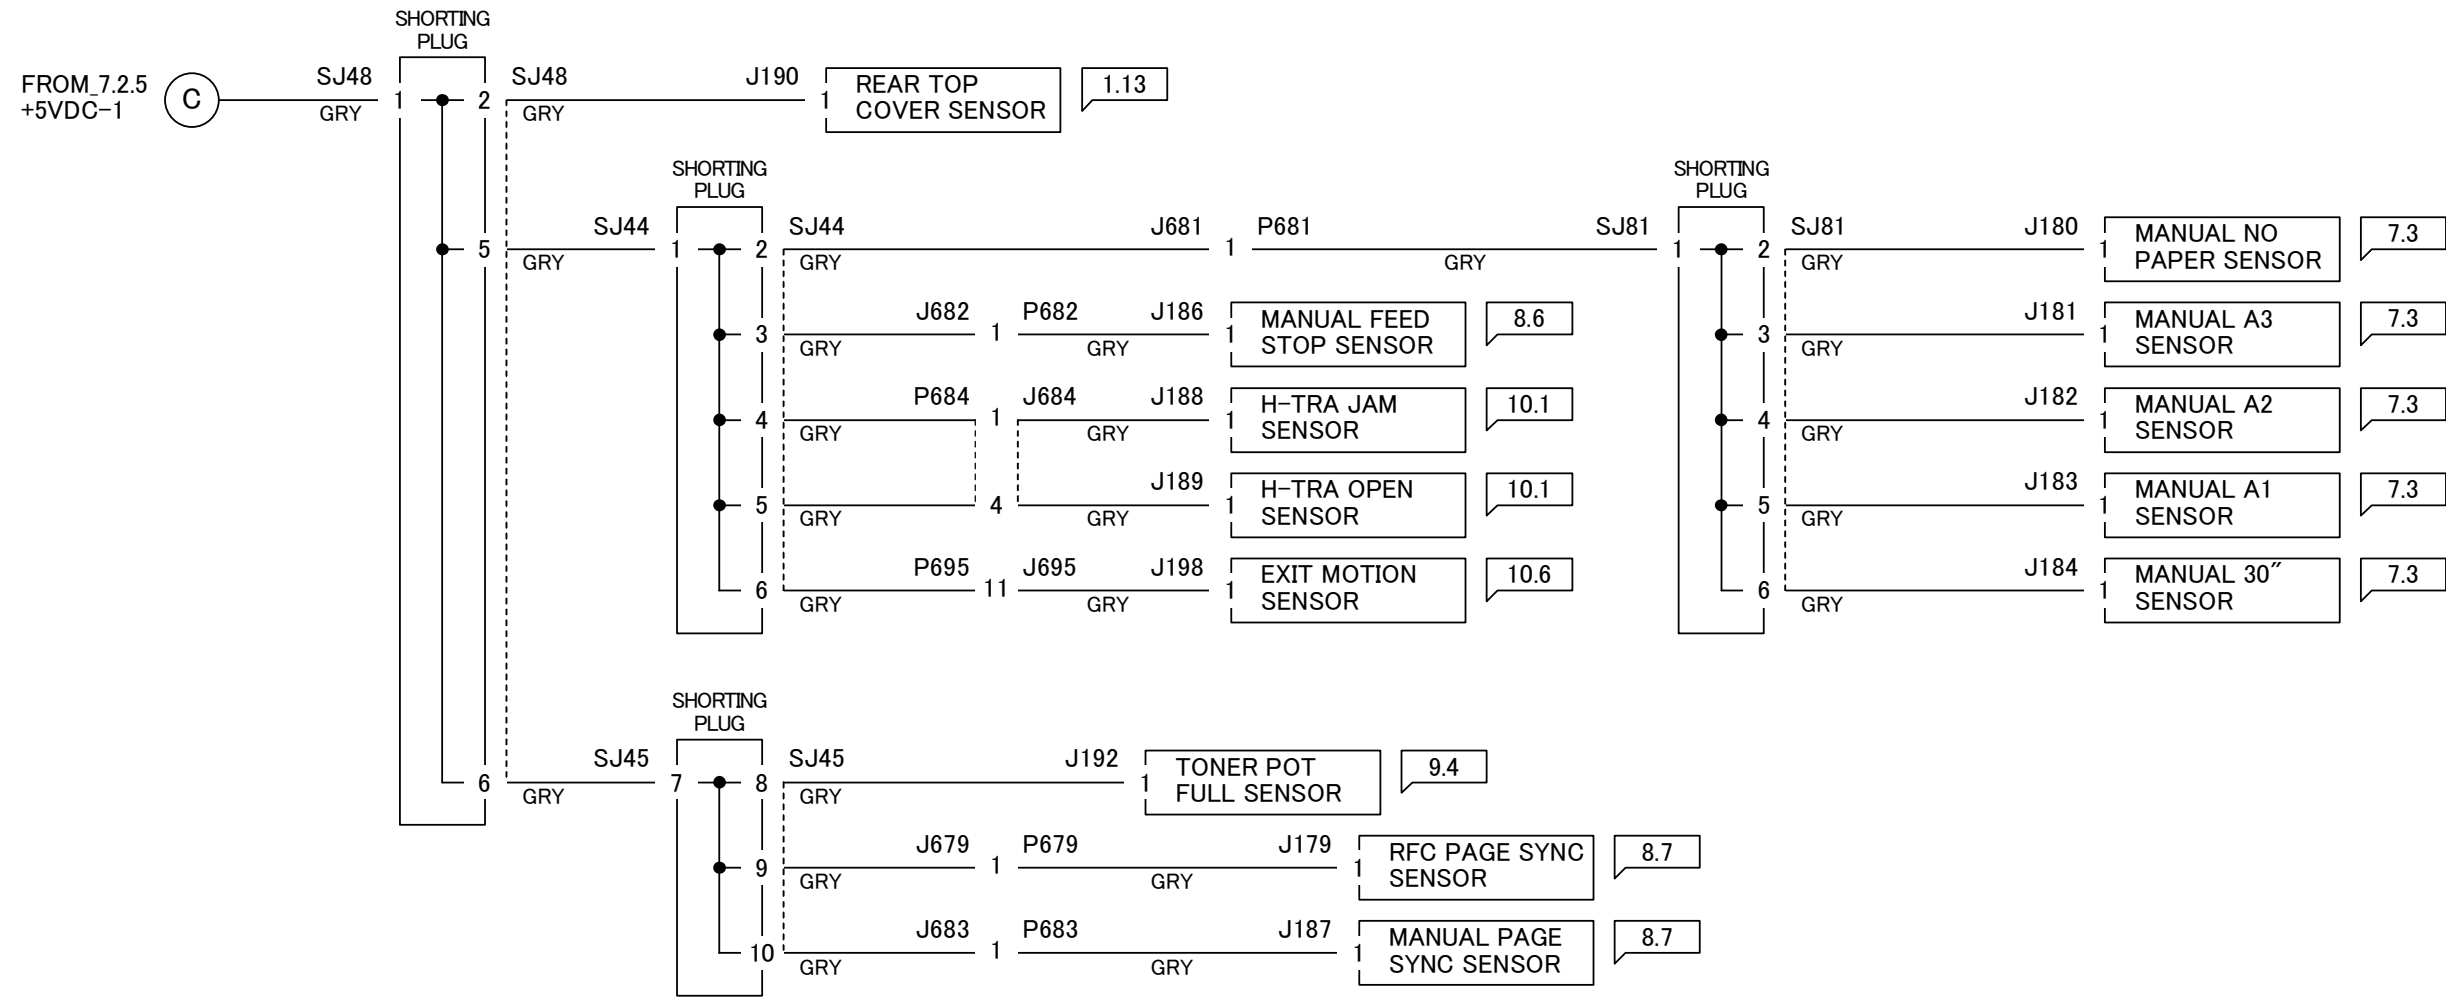 SHORTING
PLUG
FROM_7.2.5
+5VDC-1
C
SJ48
GRY
1
2
SJ48
GRY
J190
1
REAR TOP
COVER SENSOR
1.13
5
SJ44
GRY
SHORTING
PLUG
1
2
SJ44
GRY
J681
1
P681
GRY
SJ81
SHORTING
PLUG
1
2
SJ81
GRY
J180
1
MANUAL NO
PAPER SENSOR
7.3
3
GRY
J682
1
P682
GRY
J186
1
MANUAL FEED
STOP SENSOR
8.6
3
GRY
J181
1
MANUAL A3
SENSOR
7.3
4
GRY
P684
1
J684
GRY
J188
1
H-TRA JAM
SENSOR
10.1
4
GRY
J182
1
MANUAL A2
SENSOR
7.3
5
GRY
4
GRY
J189
1
H-TRA OPEN
SENSOR
10.1
5
GRY
J183
1
MANUAL A1
SENSOR
7.3
6
GRY
P695
11
J695
GRY
J198
1
EXIT MOTION
SENSOR
10.6
6
GRY
J184
1
MANUAL 30″
SENSOR
7.3
6
GRY
SJ45
SHORTING
PLUG
7
8
SJ45
GRY
J192
1
TONER POT
FULL SENSOR
9.4
9
GRY
J679
1
P679
GRY
J179
1
RFC PAGE SYNC
SENSOR
8.7
10
GRY
J683
1
P683
GRY
J187
1
MANUAL PAGE
SYNC SENSOR
8.7